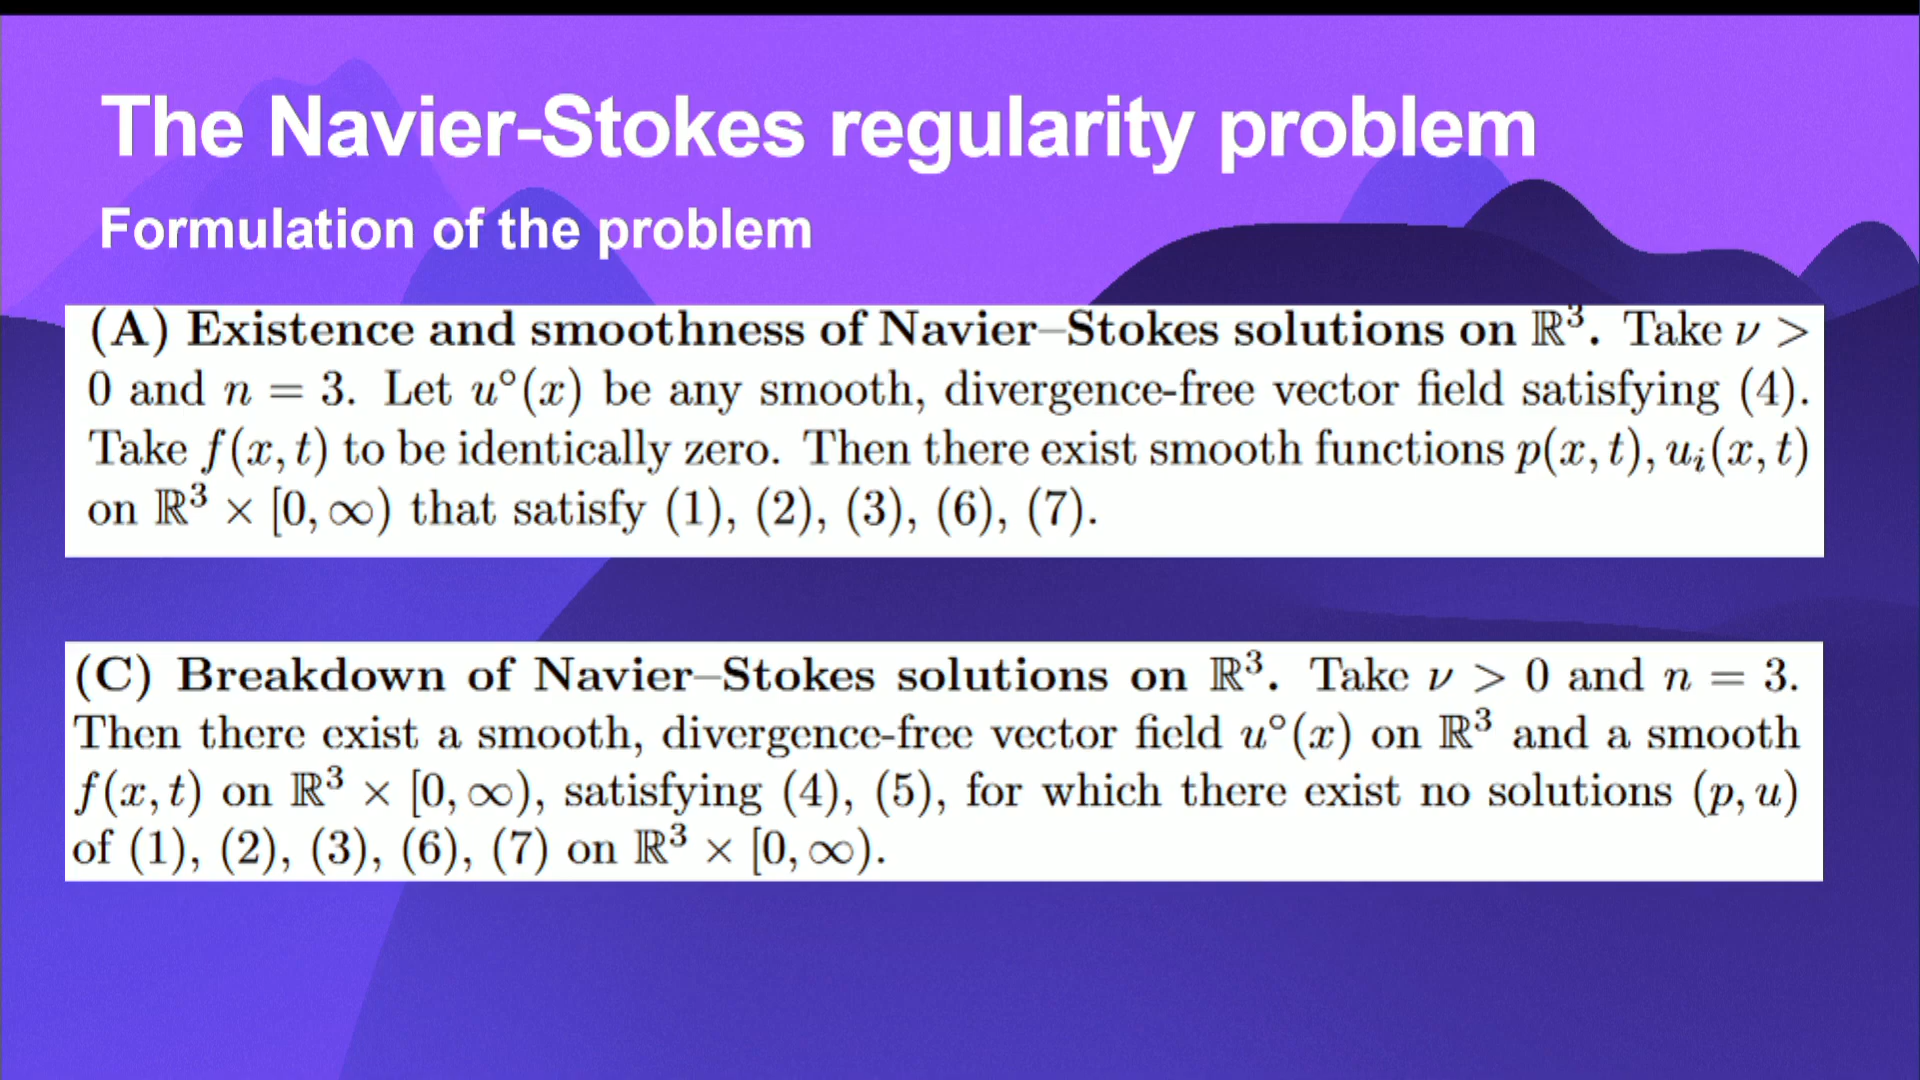 The Navier-Stokes regularity problem
Formulation of the problem
(A) Existence and smoothness of Navier–Stokes solutions on ℝ³. Take ν >
0 and n = 3. Let u°(x) be any smooth, divergence-free vector field satisfying (4).
Take f(x, t) to be identically zero. Then there exist smooth functions p(x, t), uᵢ(x, t)
on ℝ³ × [0, ∞) that satisfy (1), (2), (3), (6), (7).
(C) Breakdown of Navier–Stokes solutions on ℝ³. Take ν > 0 and n = 3.
Then there exist a smooth, divergence-free vector field u°(x) on ℝ³ and a smooth
f(x, t) on ℝ³ × [0, ∞), satisfying (4), (5), for which there exist no solutions (p, u)
of (1), (2), (3), (6), (7) on ℝ³ × [0, ∞).